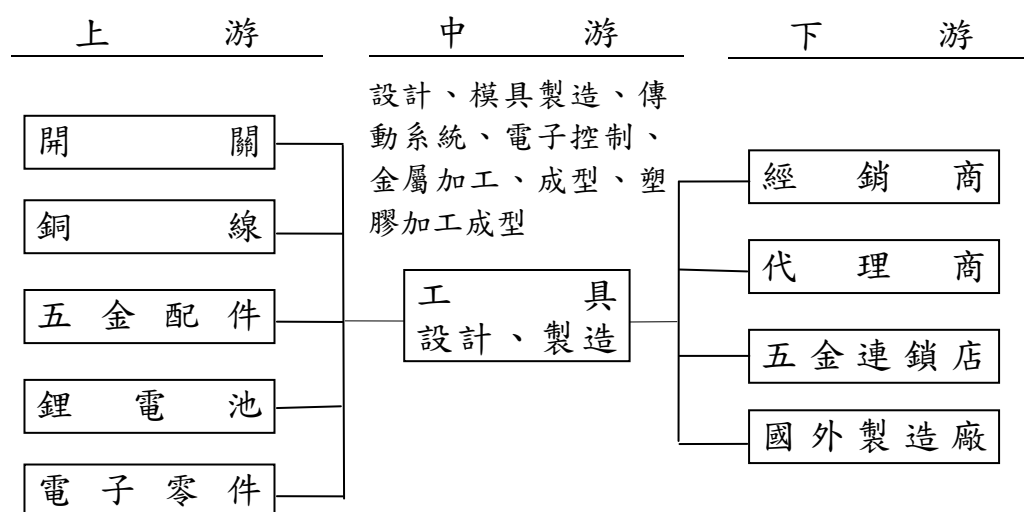 上游
中游
下游
開關
銅線
五金配件
鋰電池
電子零件
設計、模具製造、傳
動系統、電子控制、
金屬加工、成型、塑
膠加工成型
工具
設計、製造
經銷商
代理商
五金連鎖店
國外製造廠